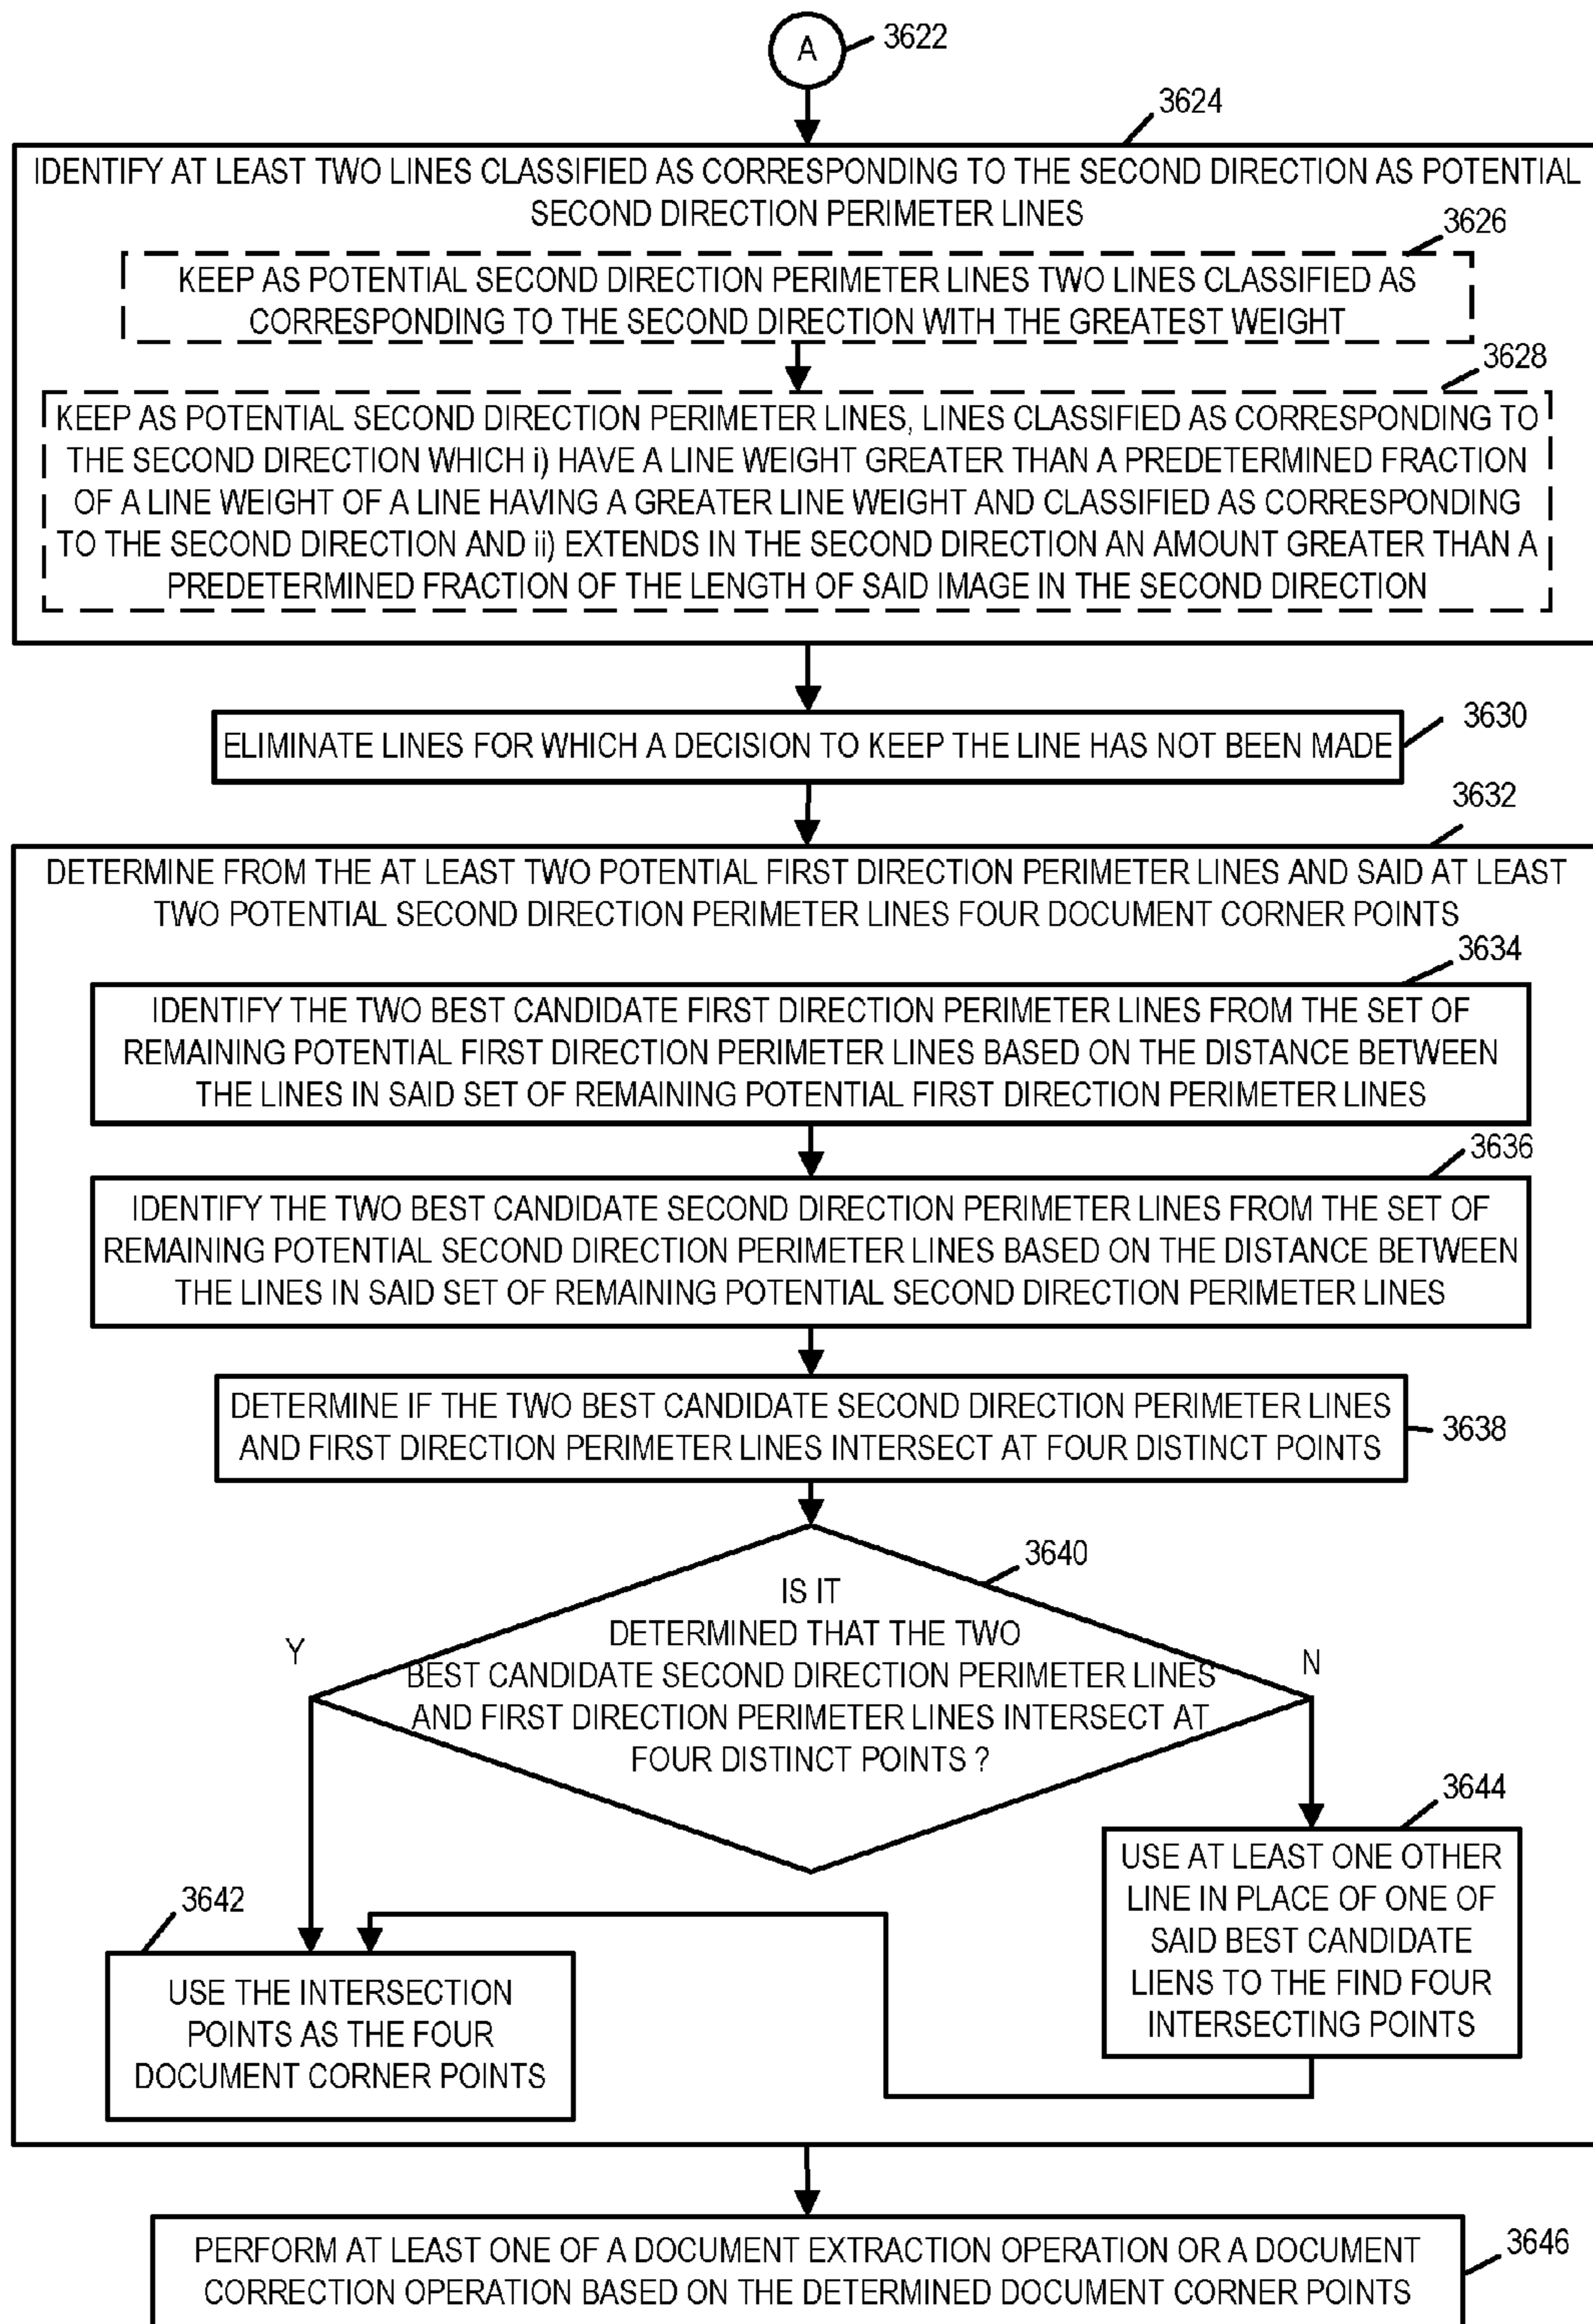 A
3622
3624
IDENTIFY AT LEAST TWO LINES CLASSIFIED AS CORRESPONDING TO THE SECOND DIRECTION AS POTENTIAL
SECOND DIRECTION PERIMETER LINES
3626
KEEP AS POTENTIAL SECOND DIRECTION PERIMETER LINES TWO LINES CLASSIFIED AS
CORRESPONDING TO THE SECOND DIRECTION WITH THE GREATEST WEIGHT
3628
KEEP AS POTENTIAL SECOND DIRECTION PERIMETER LINES, LINES CLASSIFIED AS CORRESPONDING TO
THE SECOND DIRECTION WHICH i) HAVE A LINE WEIGHT GREATER THAN A PREDETERMINED FRACTION
OF A LINE WEIGHT OF A LINE HAVING A GREATER LINE WEIGHT AND CLASSIFIED AS CORRESPONDING
TO THE SECOND DIRECTION AND ii) EXTENDS IN THE SECOND DIRECTION AN AMOUNT GREATER THAN A
PREDETERMINED FRACTION OF THE LENGTH OF SAID IMAGE IN THE SECOND DIRECTION
ELIMINATE LINES FOR WHICH A DECISION TO KEEP THE LINE HAS NOT BEEN MADE
3630
3632
DETERMINE FROM THE AT LEAST TWO POTENTIAL FIRST DIRECTION PERIMETER LINES AND SAID AT LEAST
TWO POTENTIAL SECOND DIRECTION PERIMETER LINES FOUR DOCUMENT CORNER POINTS
3634
IDENTIFY THE TWO BEST CANDIDATE FIRST DIRECTION PERIMETER LINES FROM THE SET OF
REMAINING POTENTIAL FIRST DIRECTION PERIMETER LINES BASED ON THE DISTANCE BETWEEN
THE LINES IN SAID SET OF REMAINING POTENTIAL FIRST DIRECTION PERIMETER LINES
3636
IDENTIFY THE TWO BEST CANDIDATE SECOND DIRECTION PERIMETER LINES FROM THE SET OF
REMAINING POTENTIAL SECOND DIRECTION PERIMETER LINES BASED ON THE DISTANCE BETWEEN
THE LINES IN SAID SET OF REMAINING POTENTIAL SECOND DIRECTION PERIMETER LINES
DETERMINE IF THE TWO BEST CANDIDATE SECOND DIRECTION PERIMETER LINES
AND FIRST DIRECTION PERIMETER LINES INTERSECT AT FOUR DISTINCT POINTS
3638
3640
IS IT
DETERMINED THAT THE TWO
BEST CANDIDATE SECOND DIRECTION PERIMETER LINES
AND FIRST DIRECTION PERIMETER LINES INTERSECT AT
FOUR DISTINCT POINTS ?
Y
N
3644
USE AT LEAST ONE OTHER
LINE IN PLACE OF ONE OF
SAID BEST CANDIDATE
LIENS TO THE FIND FOUR
INTERSECTING POINTS
3642
USE THE INTERSECTION
POINTS AS THE FOUR
DOCUMENT CORNER POINTS
PERFORM AT LEAST ONE OF A DOCUMENT EXTRACTION OPERATION OR A DOCUMENT
CORRECTION OPERATION BASED ON THE DETERMINED DOCUMENT CORNER POINTS
3646